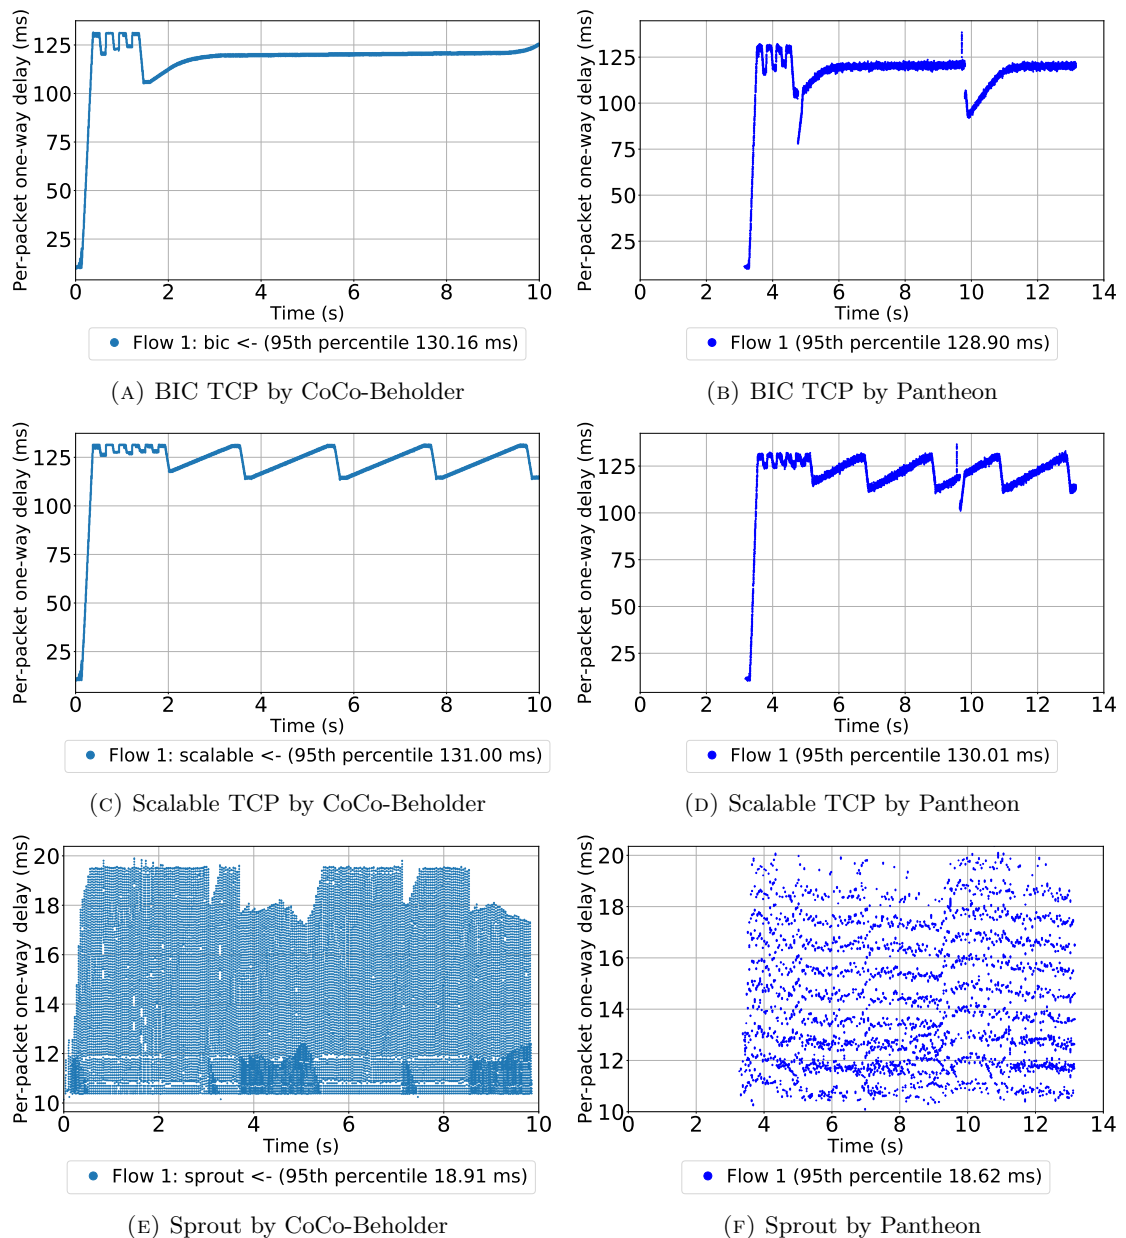 Per-packet one-way delay (ms)
125
100
75
50
25
0 2 4 6 8 10
Time (s)
Flow 1: bic <- (95th percentile 130.16 ms)
(A) BIC TCP by CoCo-Beholder
Per-packet one-way delay (ms)
125
100
75
50
25
0 2 4 6 8 10 12 14
Time (s)
Flow 1 (95th percentile 128.90 ms)
(B) BIC TCP by Pantheon
Per-packet one-way delay (ms)
125
100
75
50
25
0 2 4 6 8 10
Time (s)
Flow 1: scalable <- (95th percentile 131.00 ms)
(C) Scalable TCP by CoCo-Beholder
Per-packet one-way delay (ms)
125
100
75
50
25
0 2 4 6 8 10 12 14
Time (s)
Flow 1 (95th percentile 130.01 ms)
(D) Scalable TCP by Pantheon
Per-packet one-way delay (ms)
20
18
16
14
12
10
0 2 4 6 8 10
Time (s)
Flow 1: sprout <- (95th percentile 18.91 ms)
(E) Sprout by CoCo-Beholder
Per-packet one-way delay (ms)
20
18
16
14
12
10
0 2 4 6 8 10 12 14
Time (s)
Flow 1 (95th percentile 18.62 ms)
(F) Sprout by Pantheon